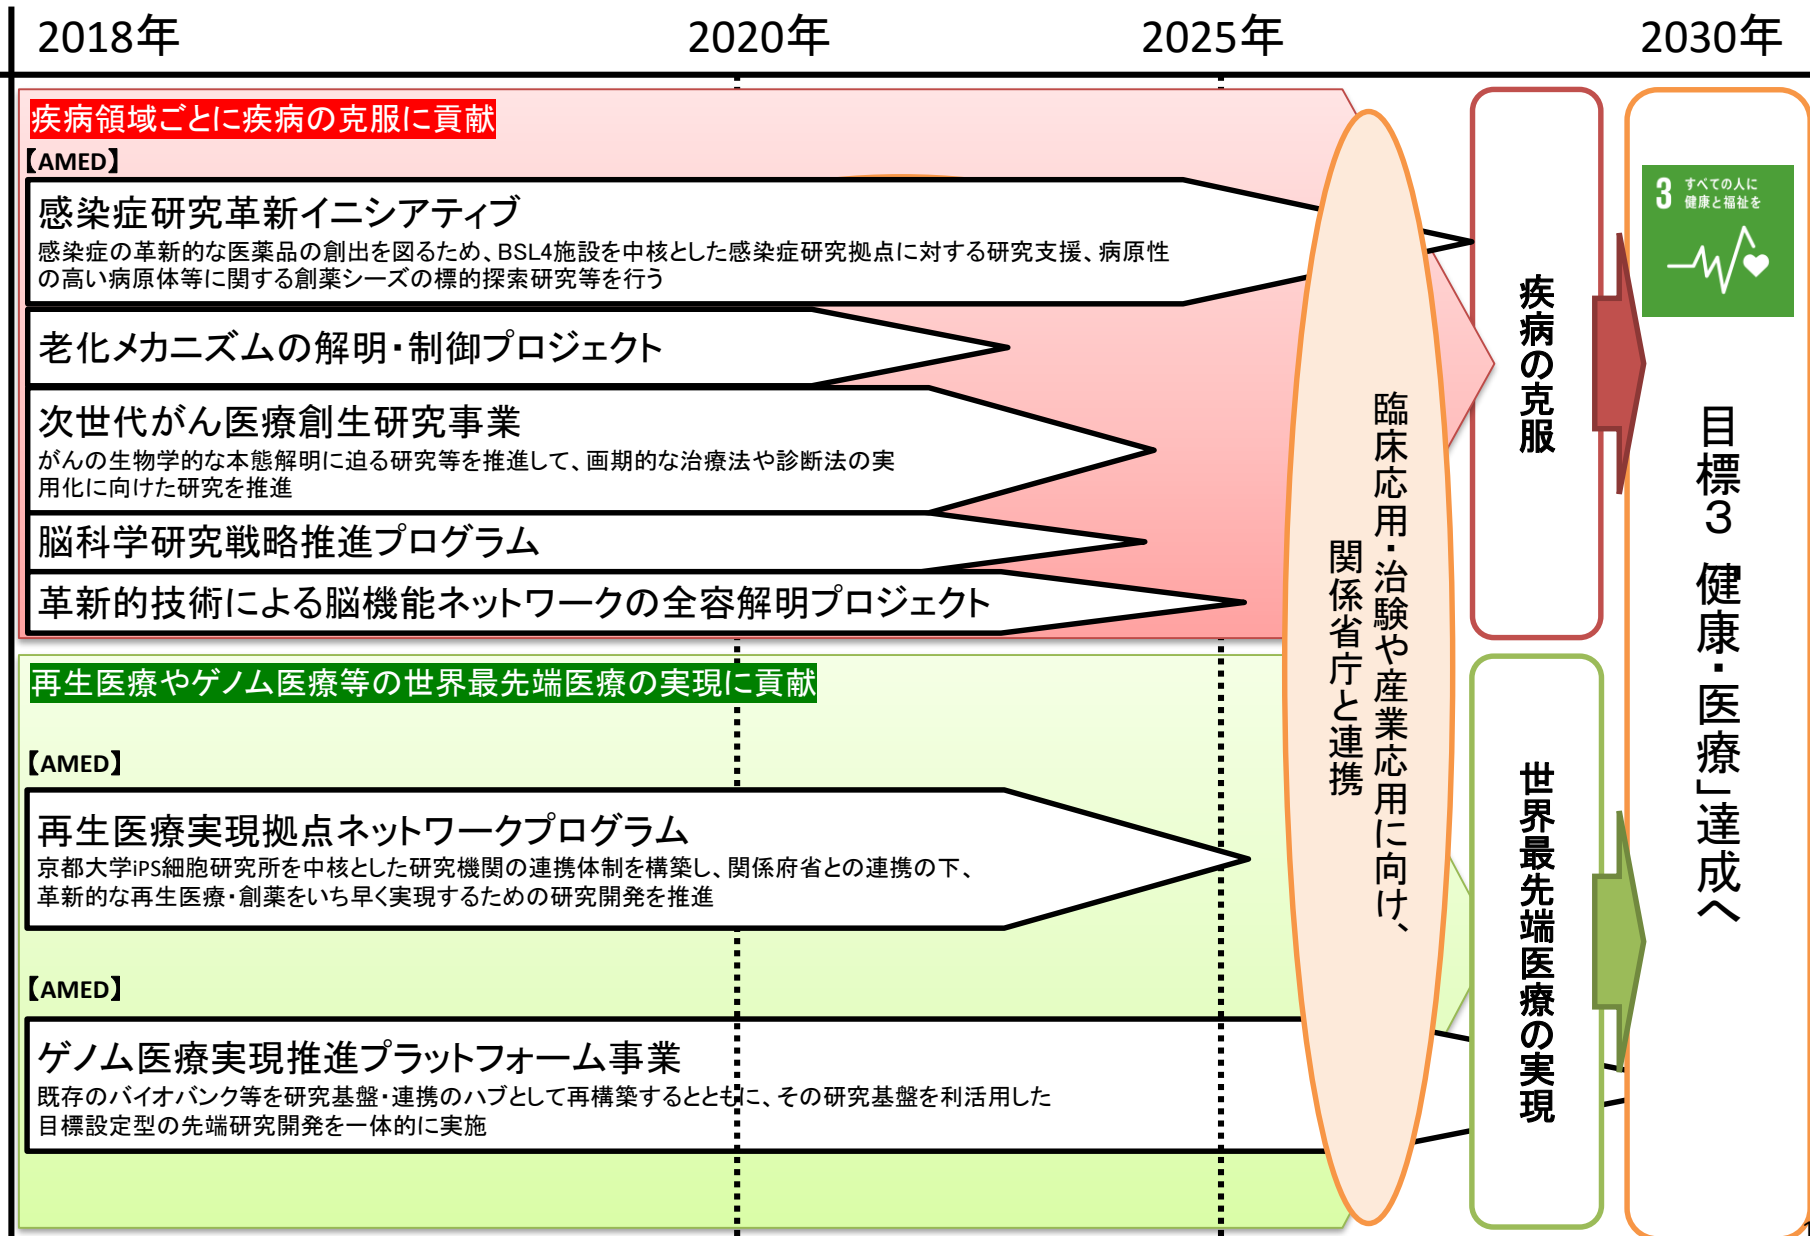 2018年
2020年
2025年
2030年
疾病領域ごとに疾病の克服に貢献
【AMED】
感染症研究革新イニシアティブ
感染症の革新的な医薬品の創出を図るため、BSL4施設を中核とした感染症研究拠点に対する研究支援、病原性
の高い病原体等に関する創薬シーズの標的探索研究等を行う
老化メカニズムの解明・制御プロジェクト
次世代がん医療創生研究事業
がんの生物学的な本態解明に迫る研究等を推進して、画期的な治療法や診断法の実
用化に向けた研究を推進
脳科学研究戦略推進プログラム
革新的技術による脳機能ネットワークの全容解明プロジェクト
再生医療やゲノム医療等の世界最先端医療の実現に貢献
【AMED】
再生医療実現拠点ネットワークプログラム
京都大学iPS細胞研究所を中核とした研究機関の連携体制を構築し、関係府省との連携の下、
革新的な再生医療・創薬をいち早く実現するための研究開発を推進
【AMED】
ゲノム医療実現推進プラットフォーム事業
既存のバイオバンク等を研究基盤・連携のハブとして再構築するとともに、その研究基盤を利活用した
目標設定型の先端研究開発を一体的に実施
臨床応用・治験や産業応用に向け、
関係省庁と連携
疾病の克服
世界最先端医療の実現
3 すべての人に
健康と福祉を
目標3 健康・医療」達成へ
1